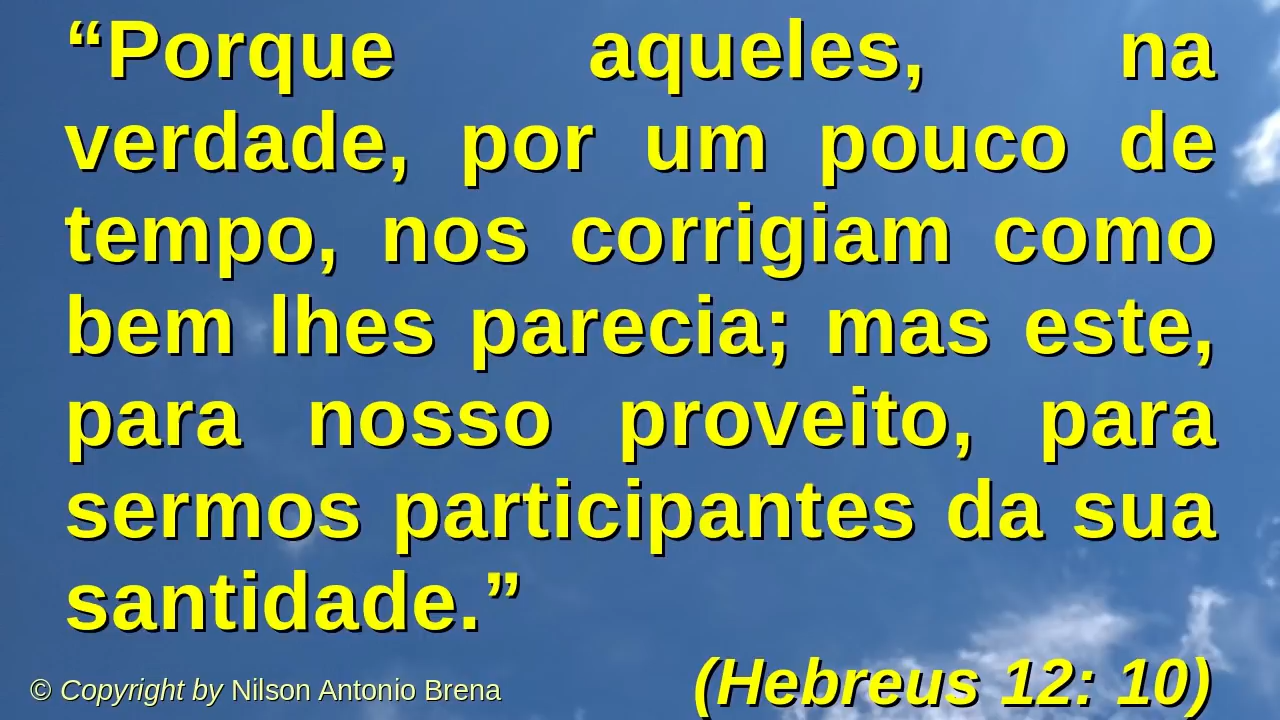 “Porque aqueles, na
verdade, por um pouco de
tempo, nos corrigiam como
bem lhes parecia; mas este,
para nosso proveito, para
sermos participantes da sua
santidade.”
(Hebreus 12: 10)
© Copyright by Nilson Antonio Brena